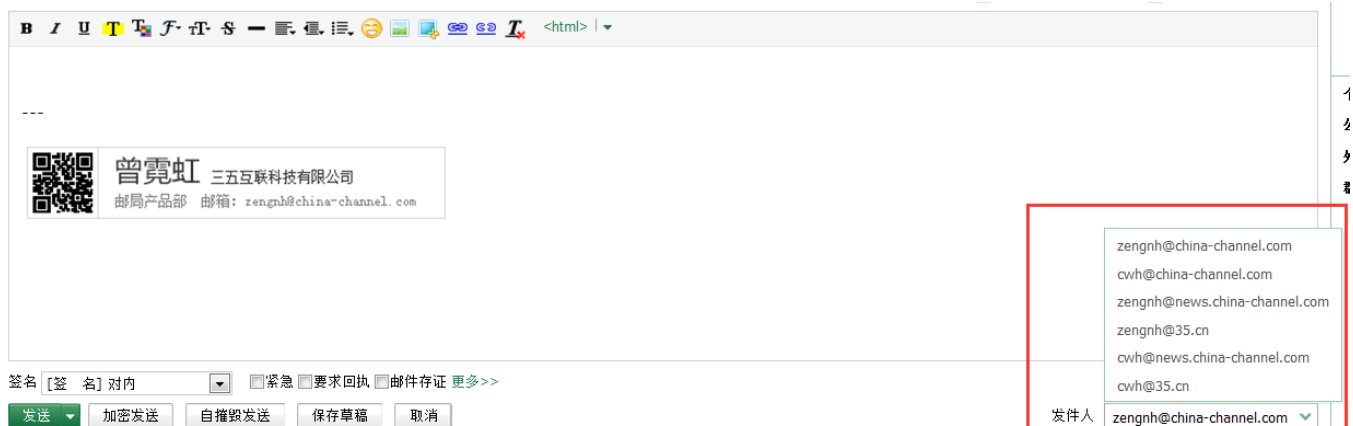 B I U T T F T S <html>
---
曾霓虹 三五互联科技有限公司
邮局产品部 邮箱: zengnh@china-channel.com
zengnh@china-channel.com
cwh@china-channel.com
zengnh@news.china-channel.com
zengnh@35.cn
cwh@news.china-channel.com
cwh@35.cn
签名 [签 名] 对内 紧急 要求回执 邮件存证 更多>>
发送 加密发送 自摧毁发送 保存草稿 取消 发件人 zengnh@china-channel.com